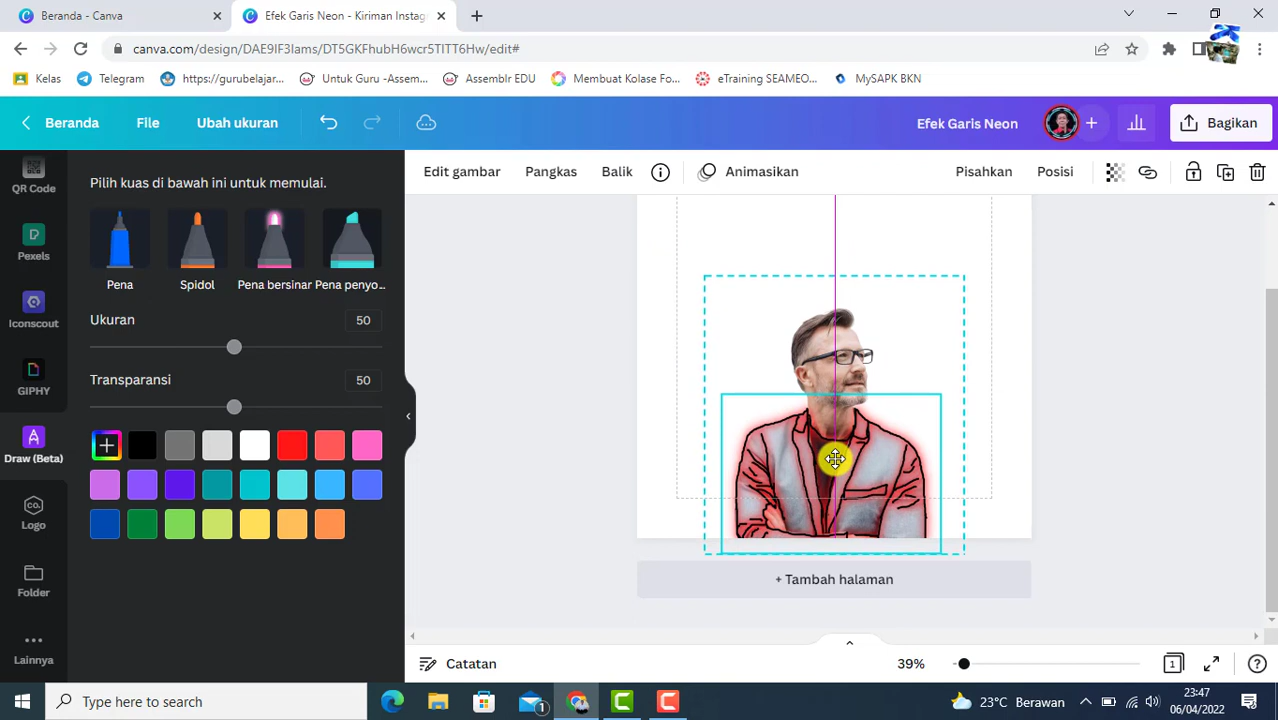 Beranda - Canva
Efek Garis Neon - Kiriman Instag
canva.com/design/DAE9IF3Iams/DT5GKFhubH6wcr5TITT6Hw/edit#
Kelas
Telegram
https://gurubelajar...
Untuk Guru -Assem...
Assemblr EDU
Membuat Kolase Fo...
Training SEAMEO...
MySAPK BKN
Beranda
File
Ubah ukuran
Efek Garis Neon
Bagikan
Edit gambar
Pangkas
Balik
Animasikan
Pisahkan
Posisi
QR Code
Pexels
Iconscout
GIPHY
Draw (Beta)
Logo
Folder
Lainnya
Pilih kuas di bawah ini untuk memulai.
Pena
Spidol
Pena bersinar
Pena penyo...
Ukuran
50
Transparansi
50
+ Tambah halaman
Catatan
39%
1
Type here to search
1
23°C Berawan
23:47
06/04/2022